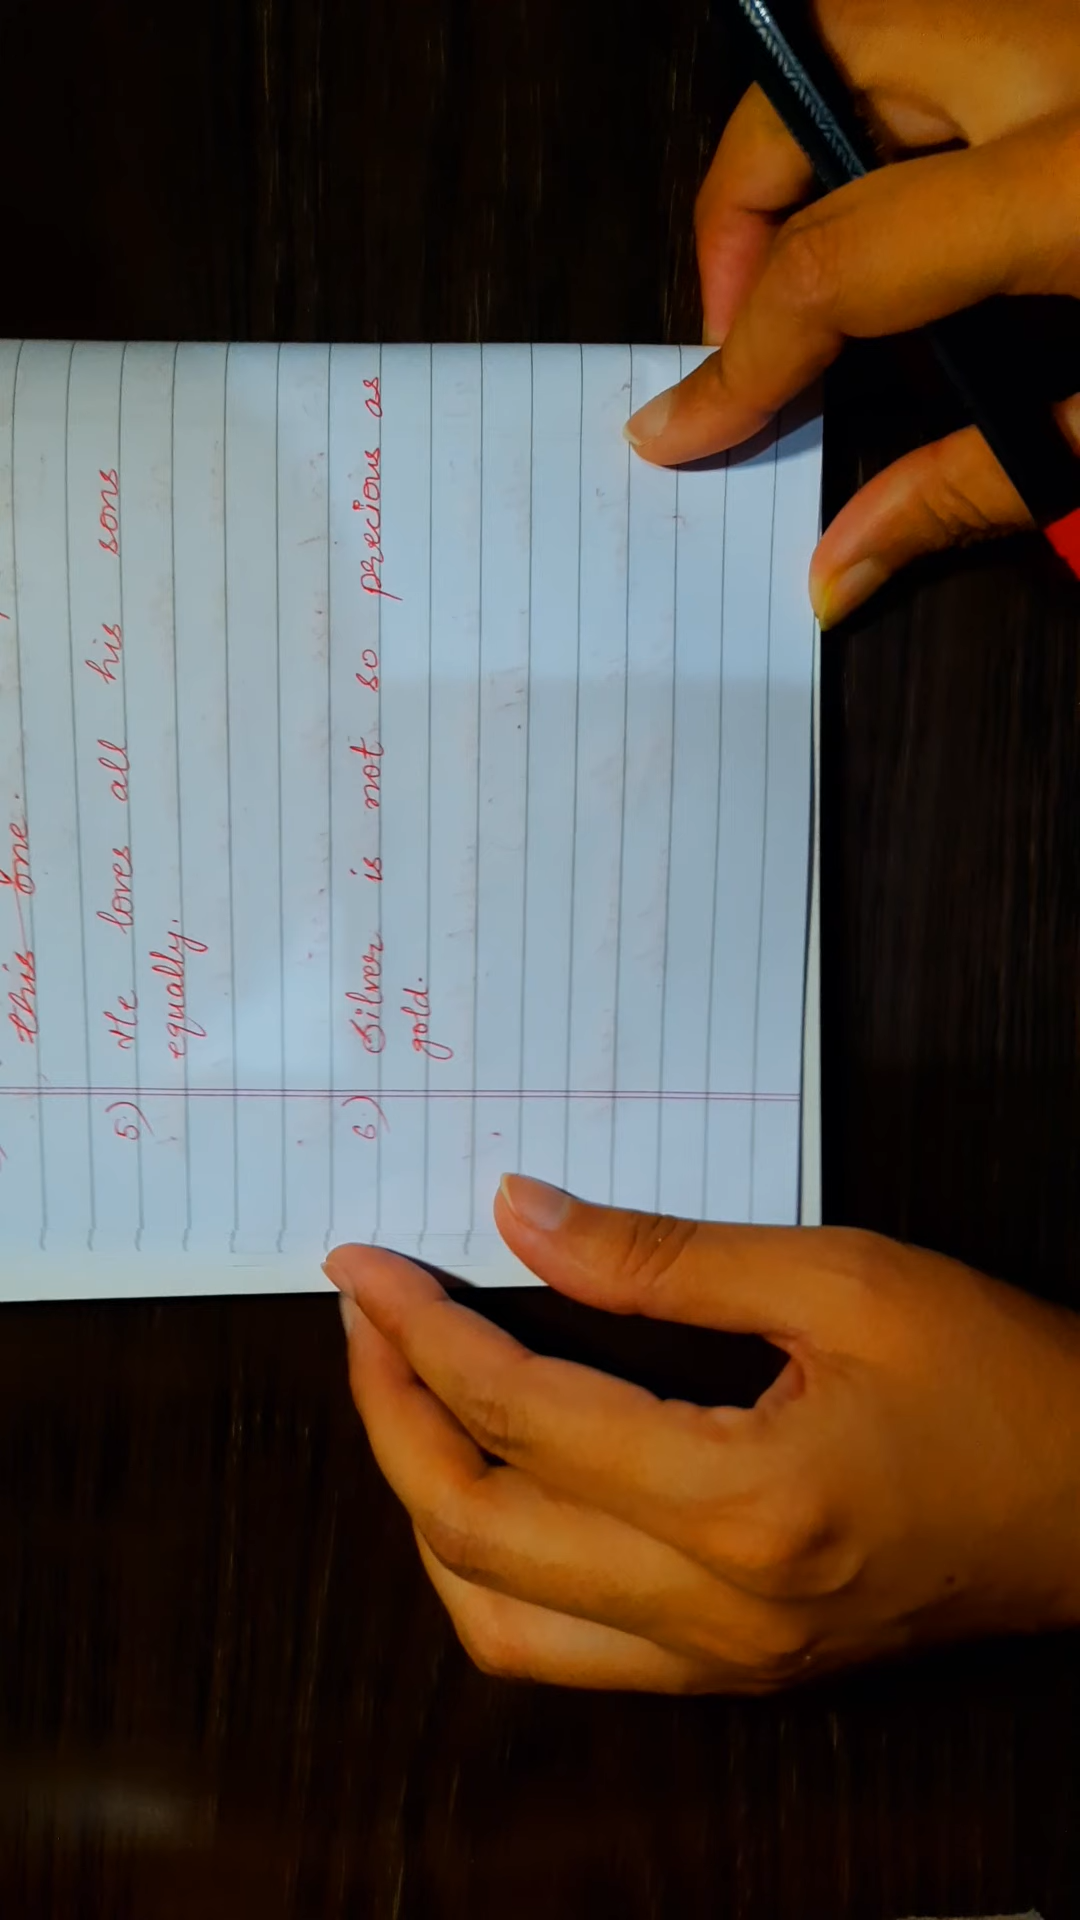 this one.
5) He loves all his sons
equally.
6) Silver is not so precious as
gold.